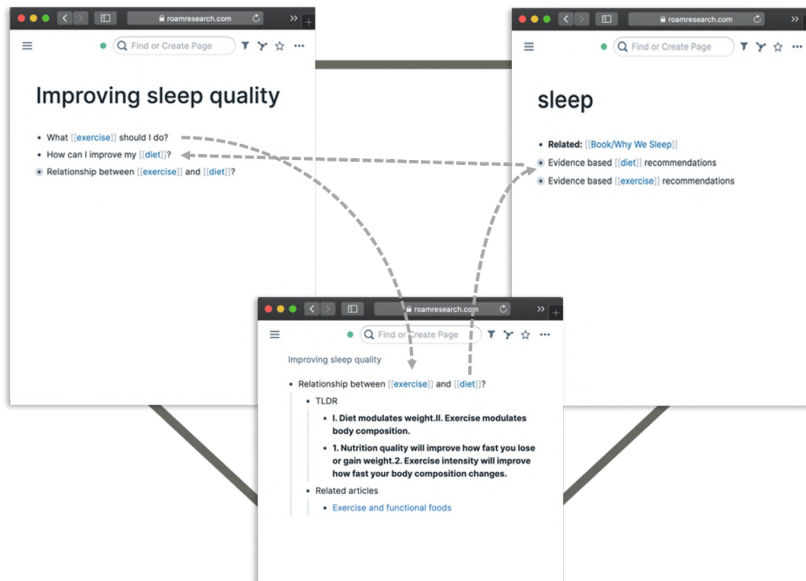 roamresearch.com
Find or Create Page
Improving sleep quality
What [[exercise]] should I do?
How can I improve my [[diet]]?
Relationship between [[exercise]] and [[diet]]?
roamresearch.com
Find or Create Page
sleep
Related: [[Book/Why We Sleep]]
Evidence based [[diet]] recommendations
Evidence based [[exercise]] recommendations
roamresearch.com
Find or Create Page
Improving sleep quality
Relationship between [[exercise]] and [[diet]]?
TLDR
I. Diet modulates weight.II. Exercise modulates
body composition.
1. Nutrition quality will improve how fast you lose
or gain weight.2. Exercise intensity will improve
how fast your body composition changes.
Related articles
Exercise and functional foods